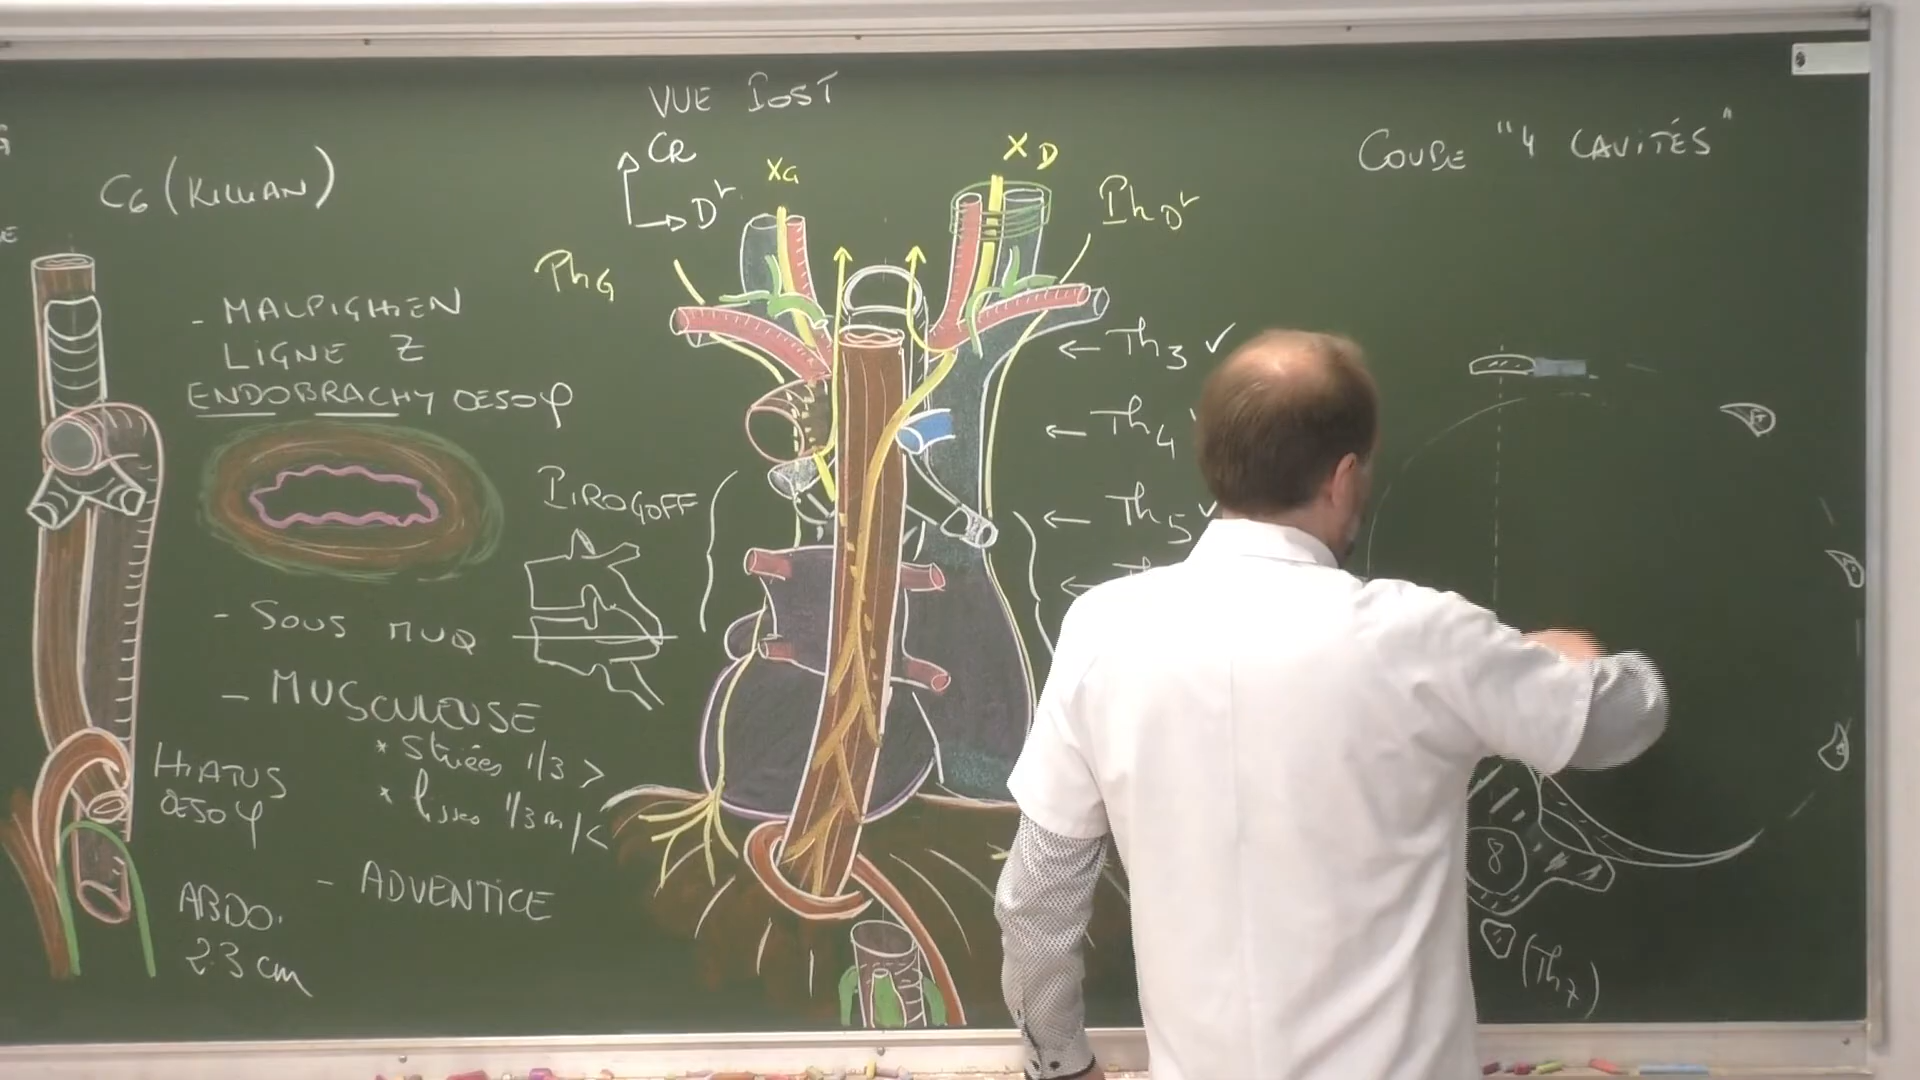 C6 (KILLIAN)
- MALPIGHIEN
LIGNE Z
ENDOBRACHY OESOφ
- SOUS MUQ
- MUSCULEUSE
* Striées 1/3 >
* lisses 1/3 m/<
- ADVENTICE
HIATUS
OESOφ
ABDO.
2.3 cm
VUE POST
CR
Dr
XG
XD
PhG
PhDr
PIROGOFF
← Th3 ✓
← Th4
← Th5 ✓
COUPE "4 CAVITÉS"
8
(Th7)